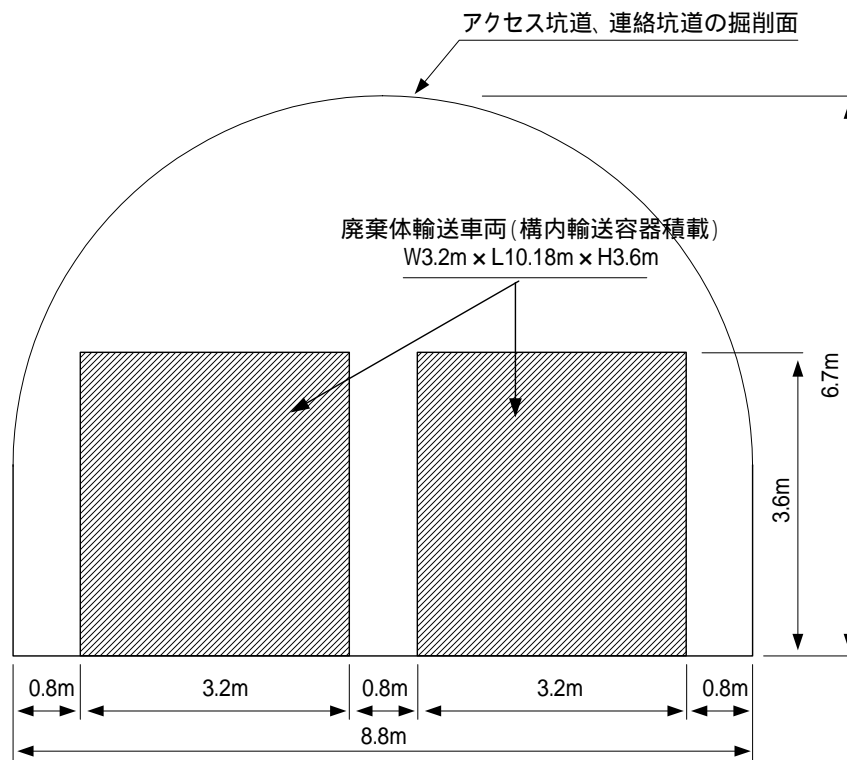 アクセス坑道、連絡坑道の掘削面
廃棄体輸送車両(構内輸送容器積載)
W3.2m × L10.18m × H3.6m
6.7m
3.6m
0.8m 3.2m 0.8m 3.2m 0.8m
8.8m